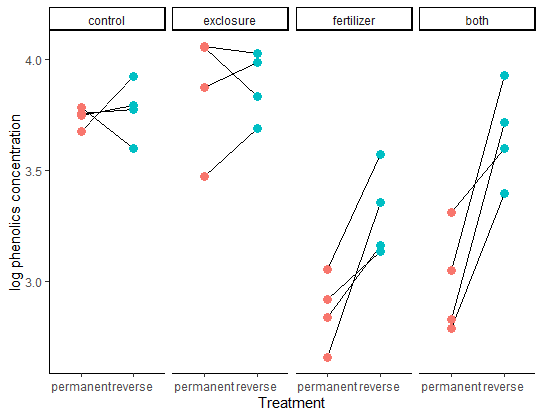 control exclosure fertilizer both
4.0
3.5
3.0
log phenolics concentration
permanent reverse permanent reverse permanent reverse permanent reverse
Treatment